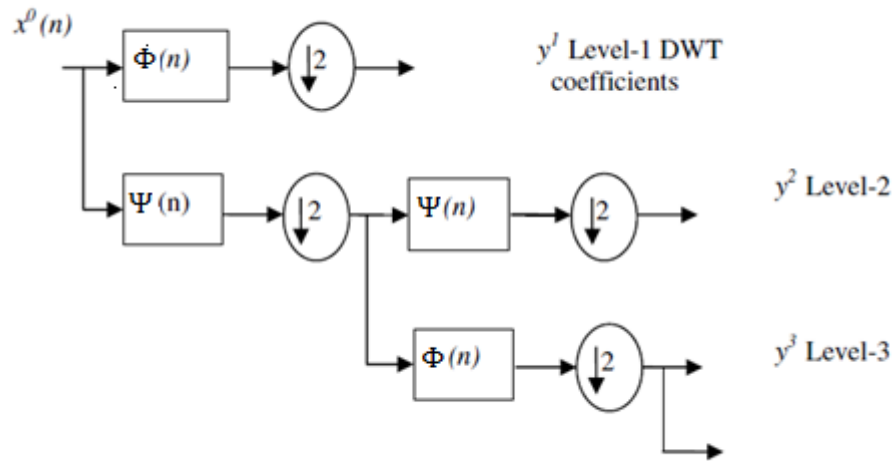 x⁰(n)
Φ(n)
↓2
y¹ Level-1 DWT
coefficients
Ψ(n)
↓2
Ψ(n)
↓2
y² Level-2
Φ(n)
↓2
y³ Level-3